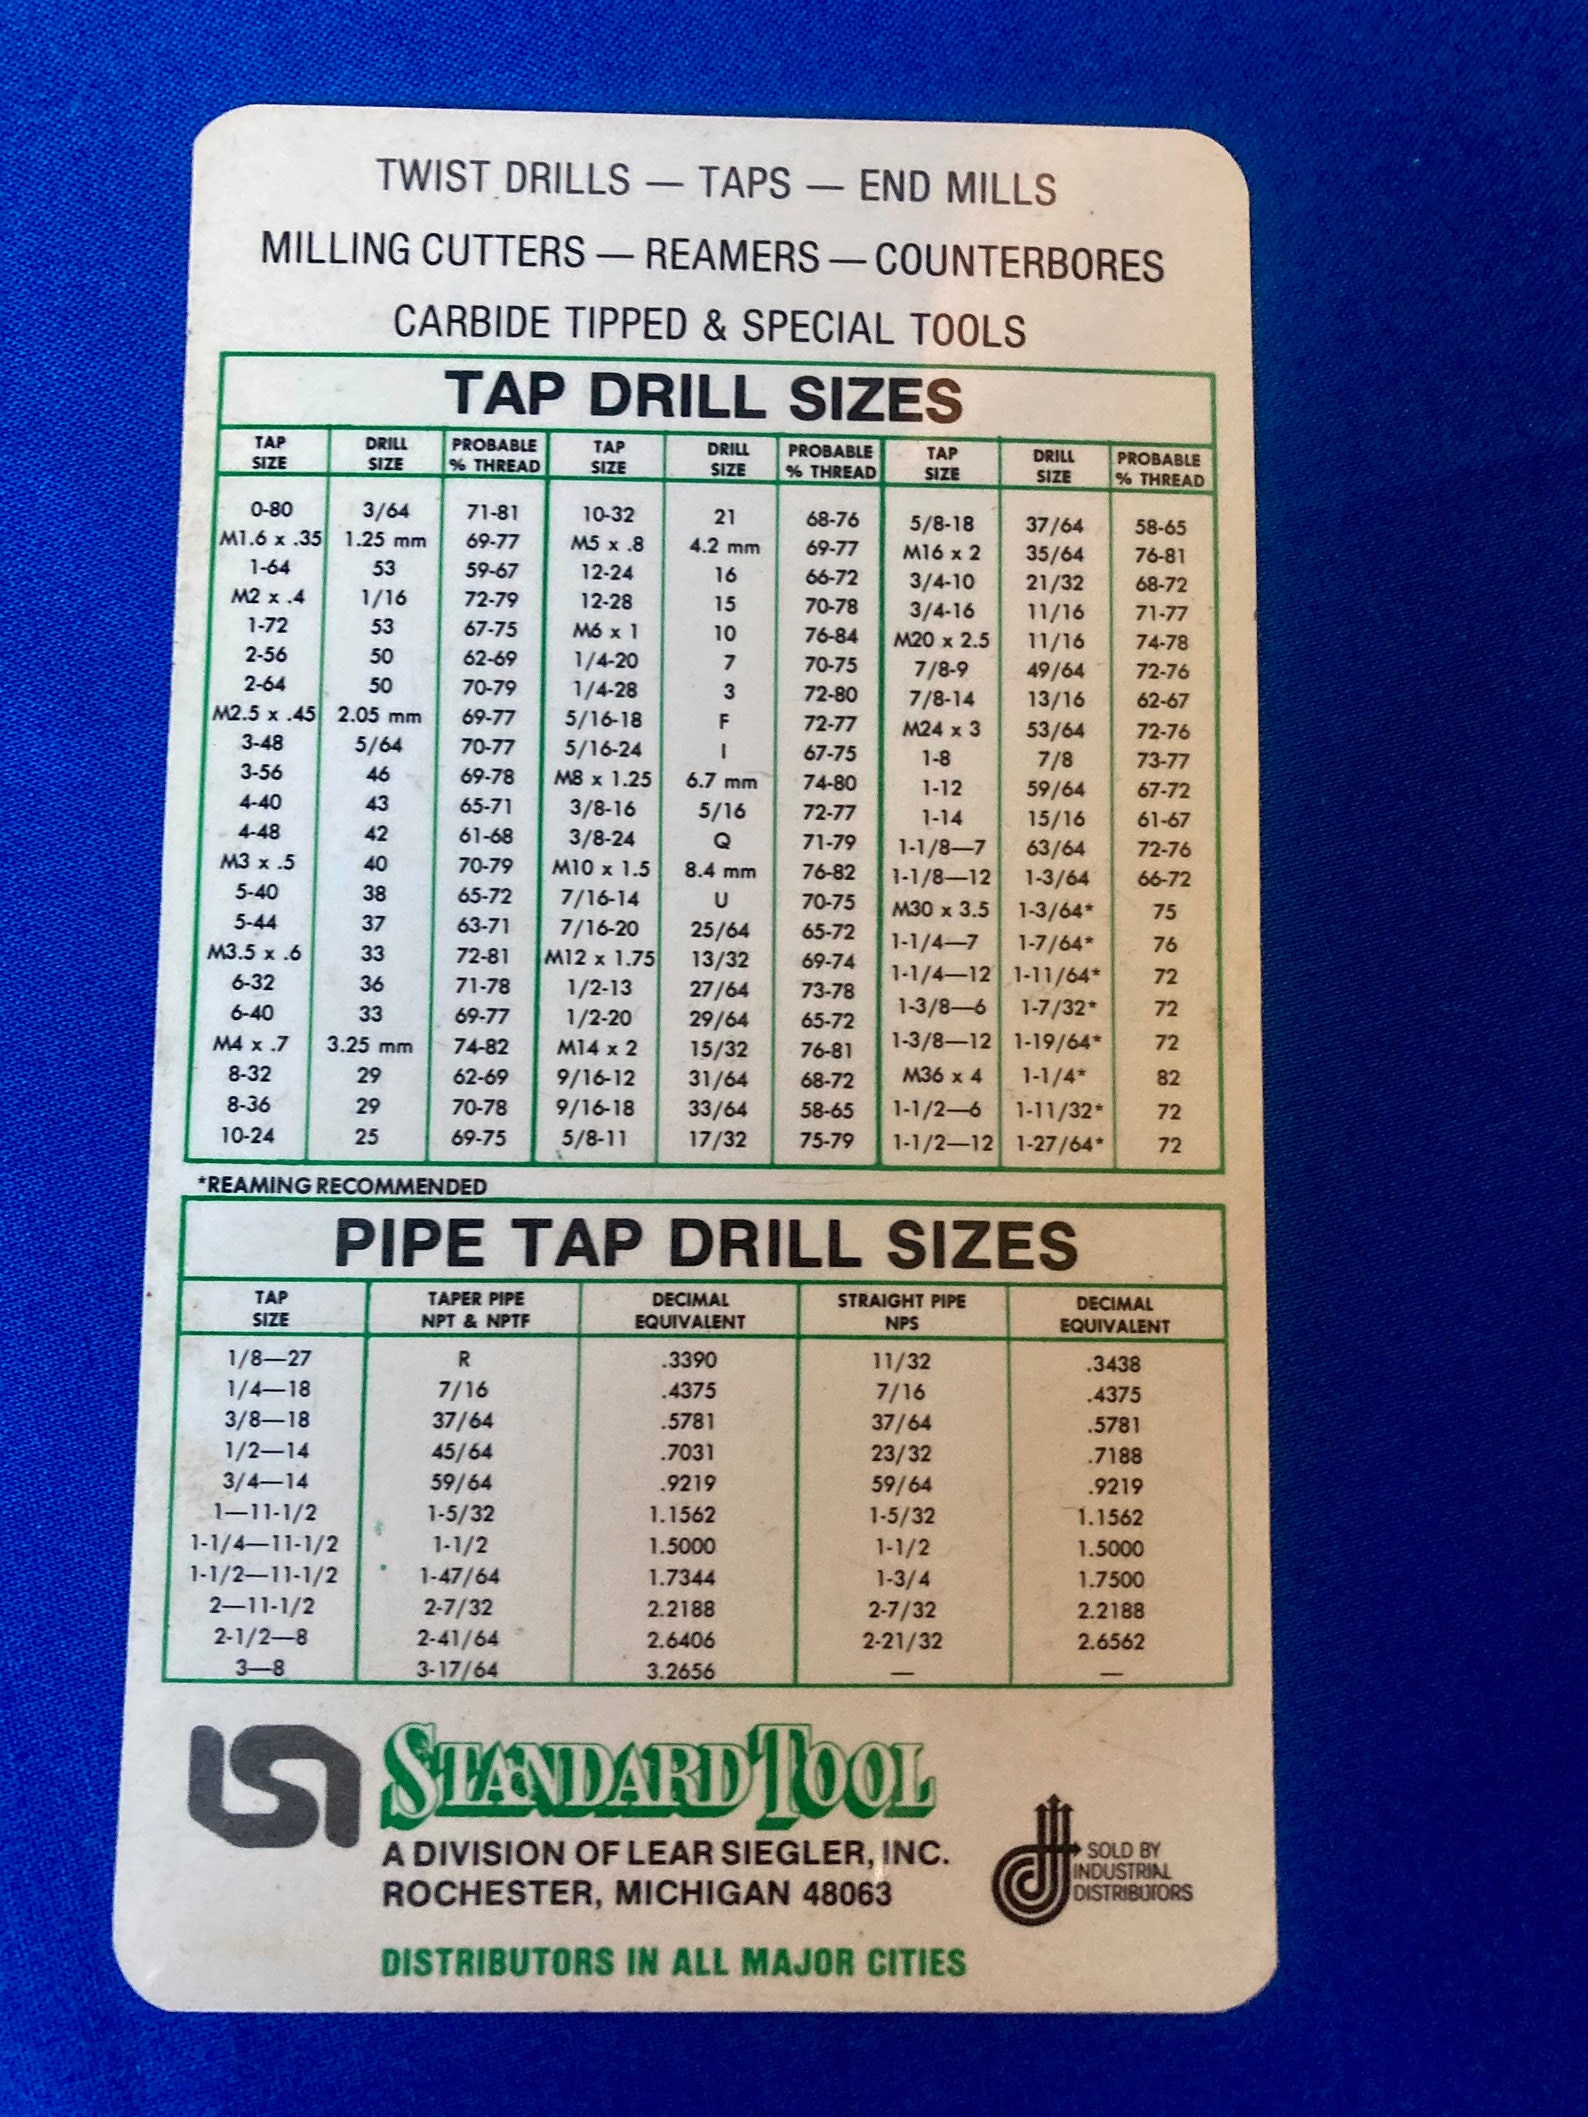 TWIST DRILLS — TAPS — END MILLS
MILLING CUTTERS — REAMERS — COUNTERBORES
CARBIDE TIPPED & SPECIAL TOOLS
TAP DRILL SIZES
TAP SIZE DRILL SIZE PROBABLE % THREAD TAP SIZE DRILL SIZE PROBABLE % THREAD TAP SIZE DRILL SIZE PROBABLE % THREAD
0-80 3/64 71-81 10-32 21 68-76 5/8-18 37/64 58-65
M1.6 x .35 1.25 mm 69-77 M5 x .8 4.2 mm 69-77 M16 x 2 35/64 76-81
1-64 53 59-67 12-24 16 66-72 3/4-10 21/32 68-72
M2 x .4 1/16 72-79 12-28 15 70-78 3/4-16 11/16 71-77
1-72 53 67-75 M6 x 1 10 76-84 M20 x 2.5 11/16 74-78
2-56 50 62-69 1/4-20 7 70-75 7/8-9 49/64 72-76
2-64 50 70-79 1/4-28 3 72-80 7/8-14 13/16 62-67
M2.5 x .45 2.05 mm 69-77 5/16-18 F 72-77 M24 x 3 53/64 72-76
3-48 5/64 70-77 5/16-24 I 67-75 1-8 7/8 73-77
3-56 46 69-78 M8 x 1.25 6.7 mm 74-80 1-12 59/64 67-72
4-40 43 65-71 3/8-16 5/16 72-77 1-14 15/16 61-67
4-48 42 61-68 3/8-24 Q 71-79 1-1/8—7 63/64 72-76
M3 x .5 40 70-79 M10 x 1.5 8.4 mm 76-82 1-1/8—12 1-3/64 66-72
5-40 38 65-72 7/16-14 U 70-75 M30 x 3.5 1-3/64* 75
5-44 37 63-71 7/16-20 25/64 65-72 1-1/4—7 1-7/64* 76
M3.5 x .6 33 72-81 M12 x 1.75 13/32 69-74 1-1/4—12 1-11/64* 72
6-32 36 71-78 1/2-13 27/64 73-78 1-3/8—6 1-7/32* 72
6-40 33 69-77 1/2-20 29/64 65-72 1-3/8—12 1-19/64* 72
M4 x .7 3.25 mm 74-82 M14 x 2 15/32 76-81 M36 x 4 1-1/4* 82
8-32 29 62-69 9/16-12 31/64 68-72 1-1/2—6 1-11/32* 72
8-36 29 70-78 9/16-18 33/64 58-65 1-1/2—12 1-27/64* 72
10-24 25 69-75 5/8-11 17/32 75-79
*REAMING RECOMMENDED
PIPE TAP DRILL SIZES
TAP SIZE TAPER PIPE NPT & NPTF DECIMAL EQUIVALENT STRAIGHT PIPE NPS DECIMAL EQUIVALENT
1/8—27 R .3390 11/32 .3438
1/4—18 7/16 .4375 7/16 .4375
3/8—18 37/64 .5781 37/64 .5781
1/2—14 45/64 .7031 23/32 .7188
3/4—14 59/64 .9219 59/64 .9219
1—11-1/2 1-5/32 1.1562 1-5/32 1.1562
1-1/4—11-1/2 1-1/2 1.5000 1-1/2 1.5000
1-1/2—11-1/2 1-47/64 1.7344 1-3/4 1.7500
2—11-1/2 2-7/32 2.2188 2-7/32 2.2188
2-1/2—8 2-41/64 2.6406 2-21/32 2.6562
3—8 3-17/64 3.2656 — —
STANDARD TOOL
A DIVISION OF LEAR SIEGLER, INC.
ROCHESTER, MICHIGAN 48063
SOLD BY
INDUSTRIAL
DISTRIBUTORS
DISTRIBUTORS IN ALL MAJOR CITIES